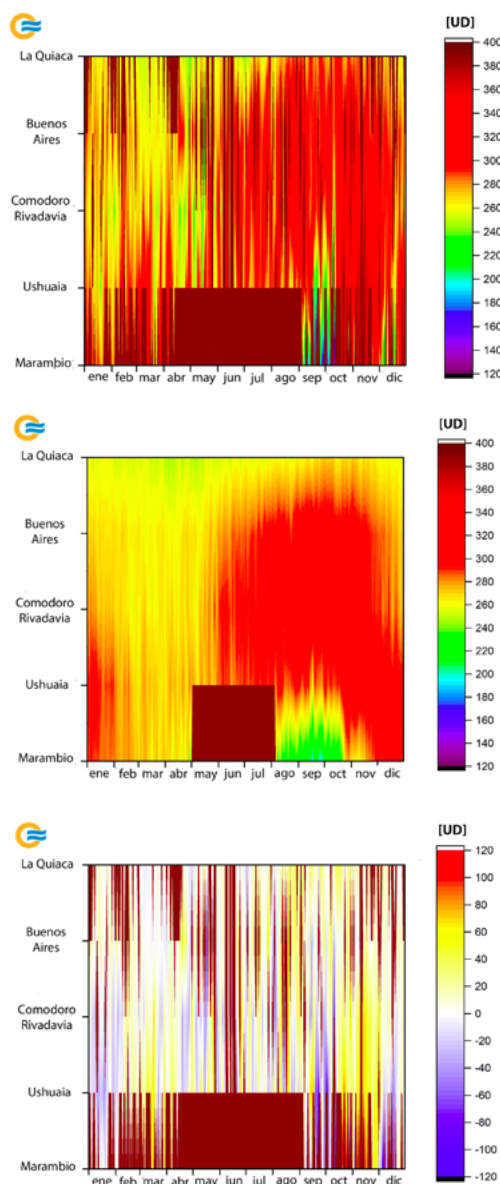 [UD]
La Quiaca
Buenos
Aires
Comodoro
Rivadavia
Ushuaia
Marambio
ene feb mar abr may jun jul ago sep oct nov dic
400
380
360
340
320
300
280
260
240
220
200
180
160
140
120
[UD]
La Quiaca
Buenos
Aires
Comodoro
Rivadavia
Ushuaia
Marambio
ene feb mar abr may jun jul ago sep oct nov dic
400
380
360
340
320
300
280
260
240
220
200
180
160
140
120
[UD]
La Quiaca
Buenos
Aires
Comodoro
Rivadavia
Ushuaia
Marambio
ene feb mar abr may jun jul ago sep oct nov dic
120
100
80
60
40
20
-0
-20
-40
-60
-80
-100
-120